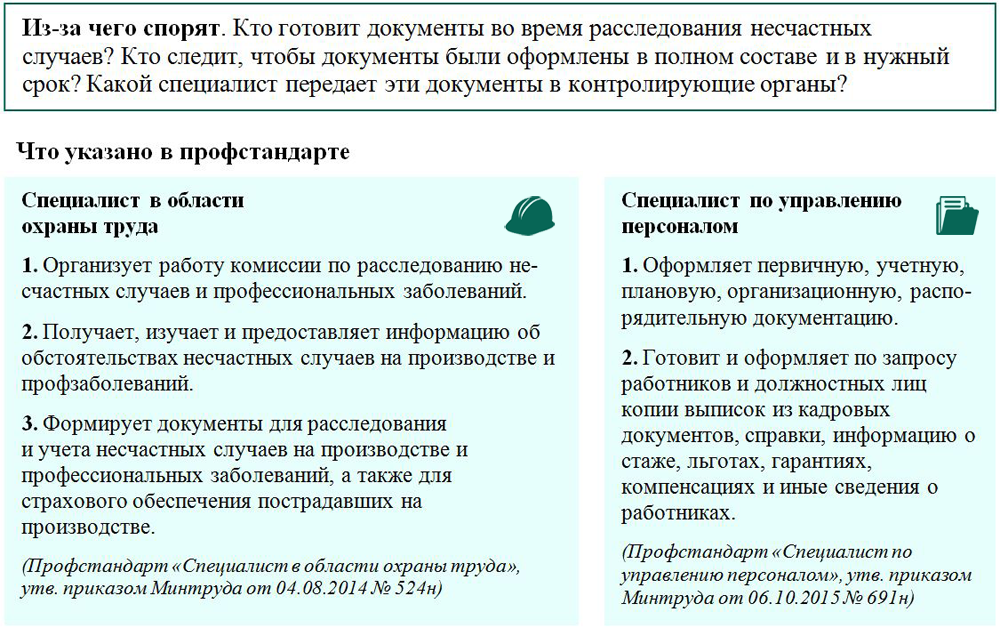 Из-за чего спорят. Кто готовит документы во время расследования несчастных
случаев? Кто следит, чтобы документы были оформлены в полном составе и в нужный
срок? Какой специалист передает эти документы в контролирующие органы?
Что указано в профстандарте
Специалист в области
охраны труда
1. Организует работу комиссии по расследованию не-
счастных случаев и профессиональных заболеваний.
2. Получает, изучает и предоставляет информацию об
обстоятельствах несчастных случаев на производстве и
профзаболеваний.
3. Формирует документы для расследования
и учета несчастных случаев на производстве и
профессиональных заболеваний, а также для
страхового обеспечения пострадавших на
производстве.
(Профстандарт «Специалист в области охраны труда»,
утв. приказом Минтруда от 04.08.2014 № 524н)
Специалист по управлению
персоналом
1. Оформляет первичную, учетную,
плановую, организационную, распо-
рядительную документацию.
2. Готовит и оформляет по запросу
работников и должностных лиц
копии выписок из кадровых
документов, справки, информацию о
стаже, льготах, гарантиях,
компенсациях и иные сведения о
работниках.
(Профстандарт «Специалист по
управлению персоналом», утв. приказом
Минтруда от 06.10.2015 № 691н)